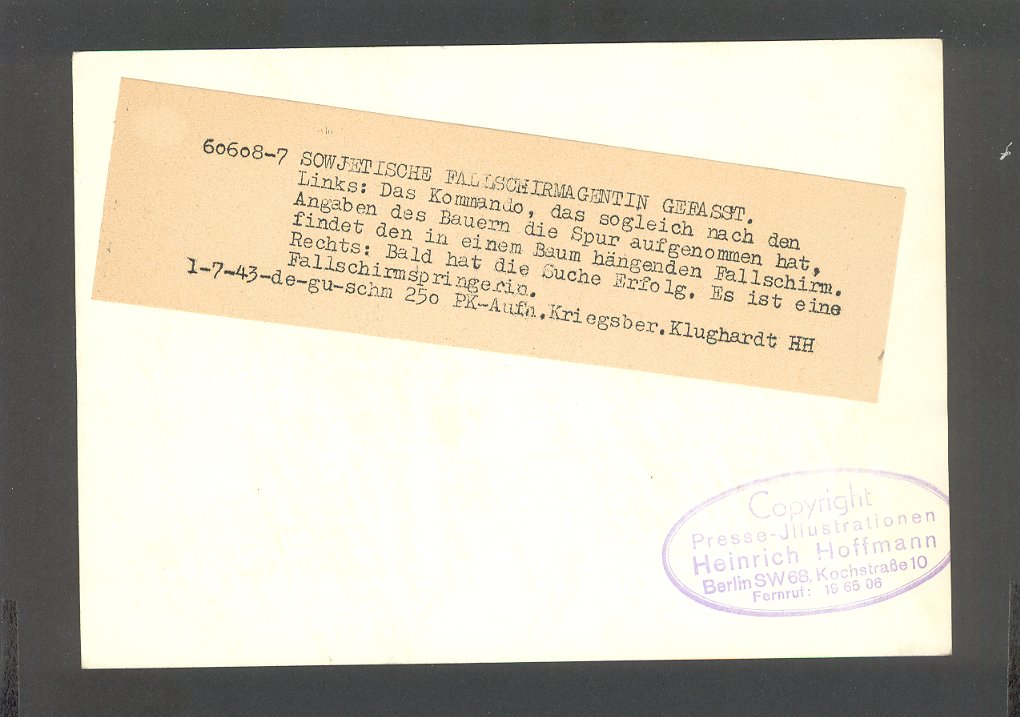 60608-7 SOWJETISCHE FALLSCHIRMAGENTIN GEFASST.
Links: Das Kommando, das sogleich nach den
Angaben des Bauern die Spur aufgenommen hat,
findet den in einem Baum hängenden Fallschirm.
Rechts: Bald hat die Suche Erfolg. Es ist eine
Fallschirmspringerin.
1-7-43-de-gu-schm 250 PK-Aufn.Kriegsber.Klughardt HH
Copyright
Presse-Jllustrationen
Heinrich Hoffmann
Berlin SW 68, Kochstraße 10
Fernruf: 19 65 06